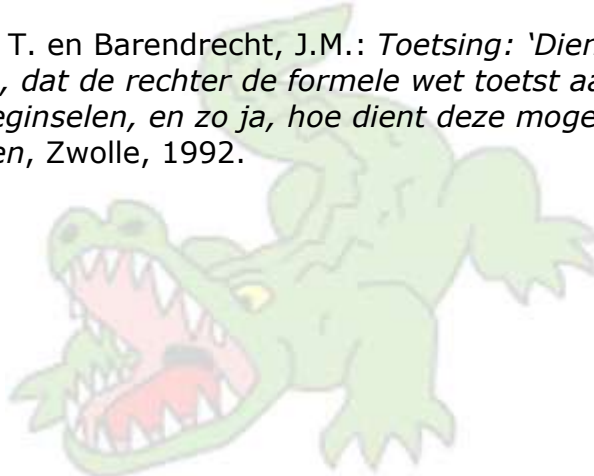 T. en Barendrecht, J.M.: Toetsing: ‘Dien
, dat de rechter de formele wet toetst aa
eginselen, en zo ja, hoe dient deze moge
en, Zwolle, 1992.